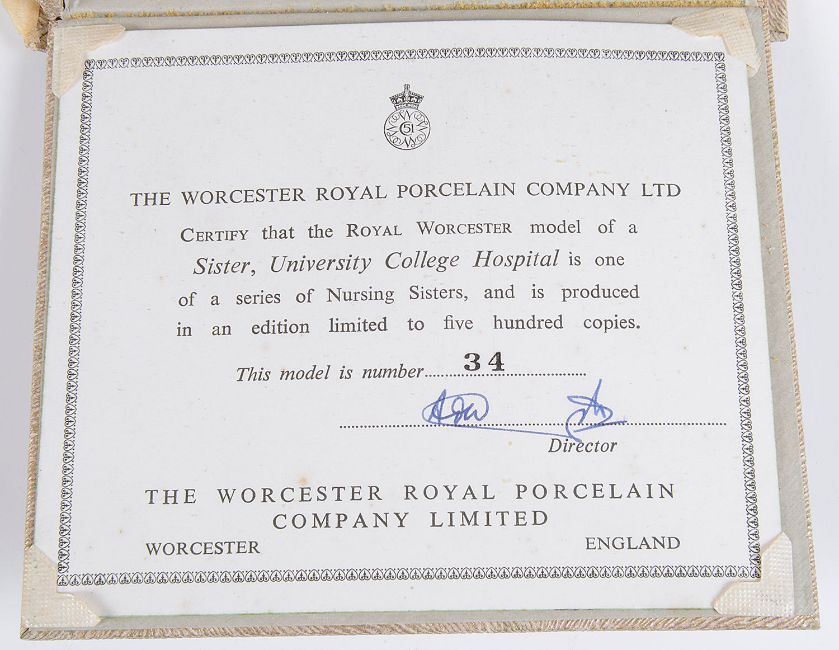 51
THE WORCESTER ROYAL PORCELAIN COMPANY LTD
CERTIFY that the ROYAL WORCESTER model of a
Sister, University College Hospital is one
of a series of Nursing Sisters, and is produced
in an edition limited to five hundred copies.
This model is number 34
Director
THE WORCESTER ROYAL PORCELAIN
COMPANY LIMITED
WORCESTER ENGLAND